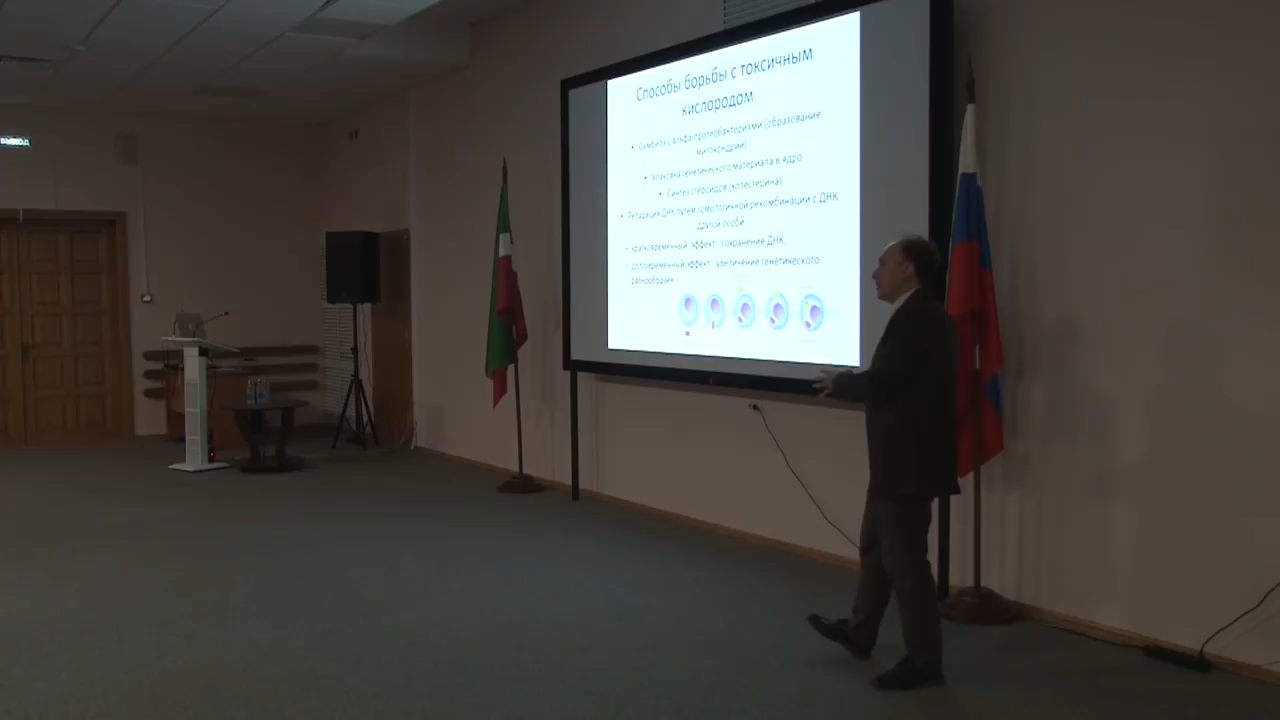 ВЫХОД
Способы борьбы с токсичным
кислородом
• Симбиоз с альфа-протеобактериями (образование
митохондрий)
• Упаковка генетического материала в ядро
• Синтез стероидов (холестерина)
• Репарация ДНК путем гомологичной рекомбинации с ДНК
другой особи
- кратковременный эффект - сохранение ДНК,
- долговременный эффект - увеличение генетического
разнообразия